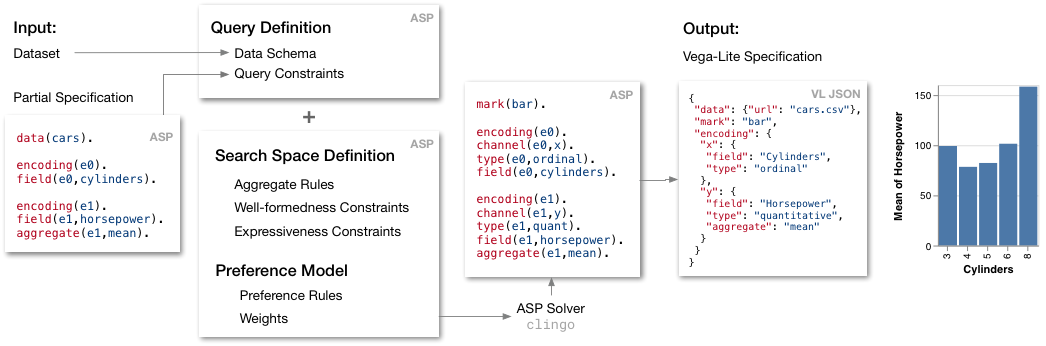 Input:
Dataset
Partial Specification
ASP
data(cars).
encoding(e0).
field(e0,cylinders).
encoding(e1).
field(e1,horsepower).
aggregate(e1,mean).
ASP
Query Definition
Data Schema
Query Constraints
+
ASP
Search Space Definition
Aggregate Rules
Well-formedness Constraints
Expressiveness Constraints
Preference Model
Preference Rules
Weights
ASP
mark(bar).
encoding(e0).
channel(e0,x).
type(e0,ordinal).
field(e0,cylinders).
encoding(e1).
channel(e1,y).
type(e1,quant).
field(e1,horsepower).
aggregate(e1,mean).
ASP Solver
clingo
Output:
Vega-Lite Specification
VL JSON
{
"data": {"url": "cars.csv"},
"mark": "bar",
"encoding": {
"x": {
"field": "Cylinders",
"type": "ordinal"
},
"y": {
"field": "Horsepower",
"type": "quantitative",
"aggregate": "mean"
}
}
}
Mean of Horsepower
150
100
50
0
3 4 5 6 8
Cylinders